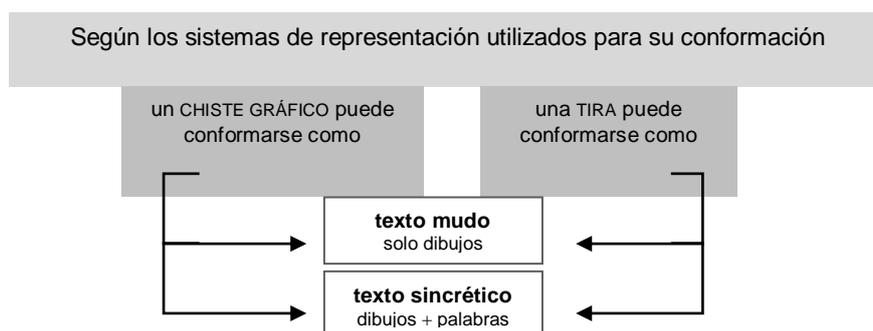 Según los sistemas de representación utilizados para su conformación
un CHISTE GRÁFICO puede
conformarse como
una TIRA puede
conformarse como
texto mudo
solo dibujos
texto sincrético
dibujos + palabras